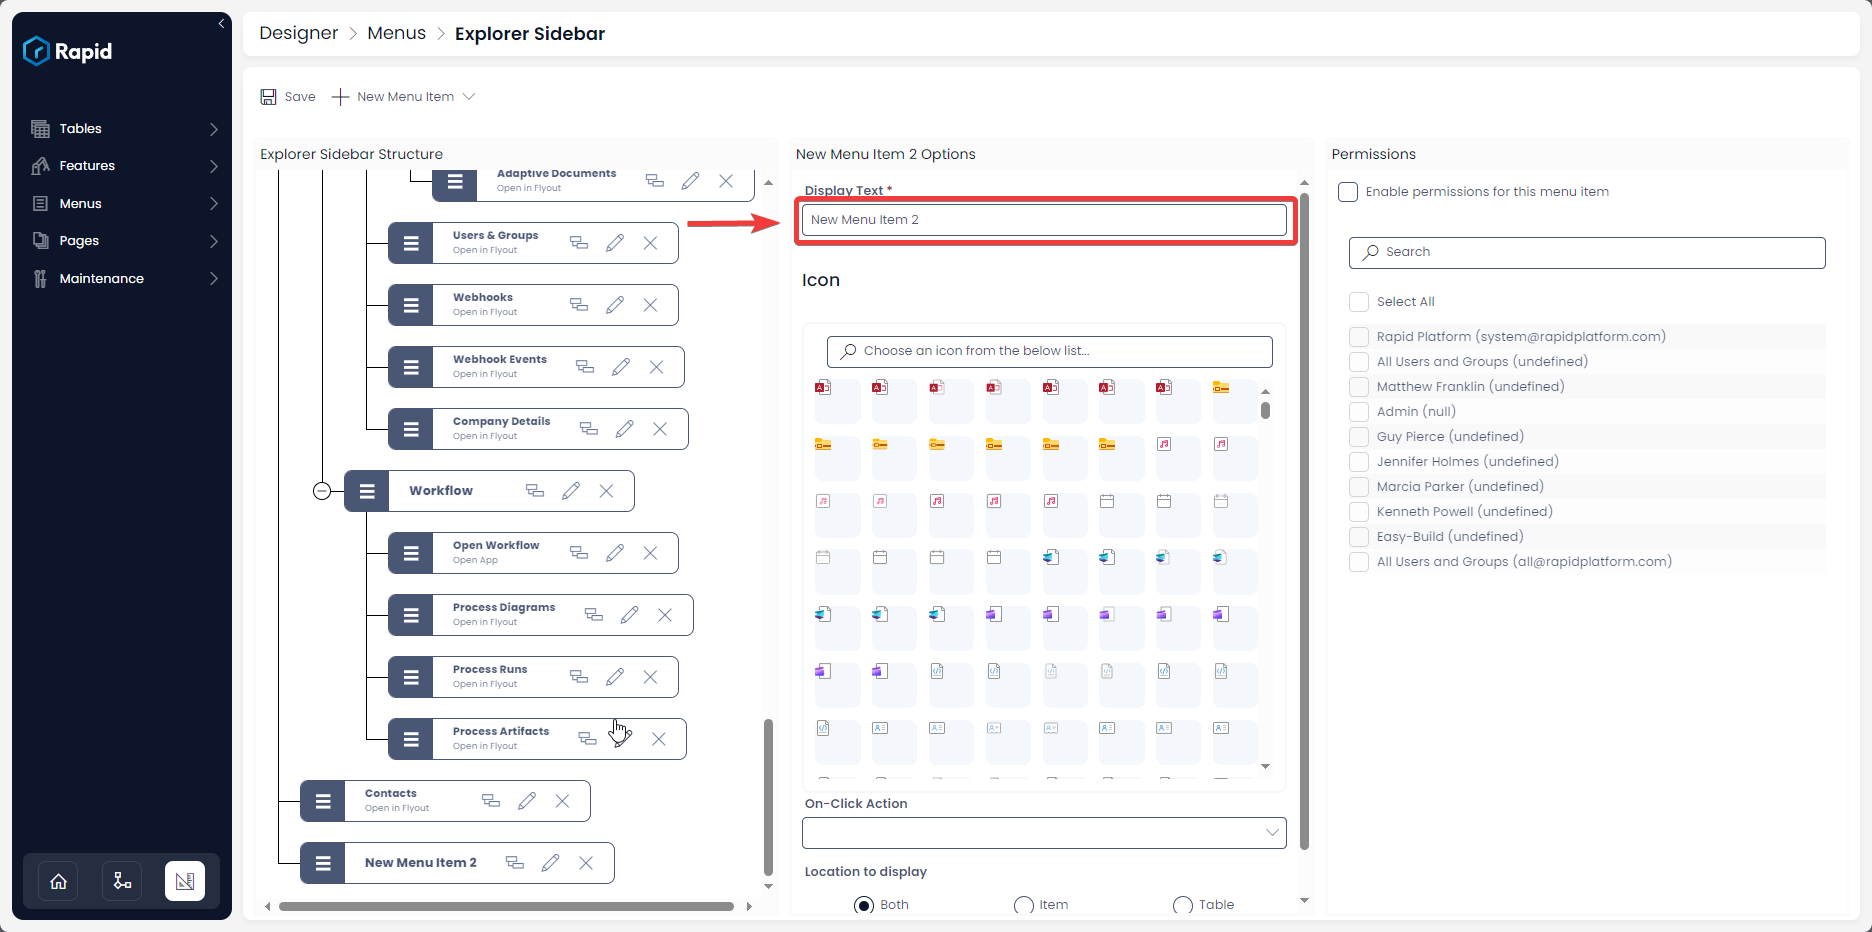 Rapid
Tables
Features
Menus
Pages
Maintenance
Designer > Menus > Explorer Sidebar
Save
New Menu Item
Explorer Sidebar Structure
Adaptive Documents
Open in Flyout
Users & Groups
Open in Flyout
Webhooks
Open in Flyout
Webhook Events
Open in Flyout
Company Details
Open in Flyout
Workflow
Open Workflow
Open App
Process Diagrams
Open in Flyout
Process Runs
Open in Flyout
Process Artifacts
Open in Flyout
Contacts
Open in Flyout
New Menu Item 2
New Menu Item 2 Options
Display Text *
New Menu Item 2
Icon
Choose an icon from the below list...
On-Click Action
Location to display
Both
Item
Table
Permissions
Enable permissions for this menu item
Search
Select All
Rapid Platform (system@rapidplatform.com)
All Users and Groups (undefined)
Matthew Franklin (undefined)
Admin (null)
Guy Pierce (undefined)
Jennifer Holmes (undefined)
Marcia Parker (undefined)
Kenneth Powell (undefined)
Easy-Build (undefined)
All Users and Groups (all@rapidplatform.com)